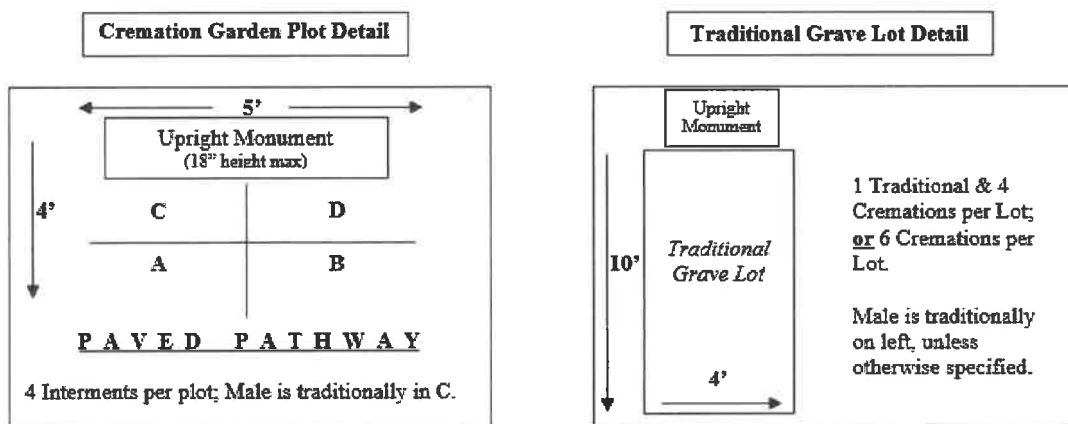 Cremation Garden Plot Detail
5’
Upright Monument
(18” height max)
4’
C D
A B
P A V E D P A T H W A Y
4 Interments per plot; Male is traditionally in C.
Traditional Grave Lot Detail
Upright
Monument
10’
Traditional
Grave Lot
4’
1 Traditional & 4
Cremations per Lot;
or 6 Cremations per
Lot.
Male is traditionally
on left, unless
otherwise specified.